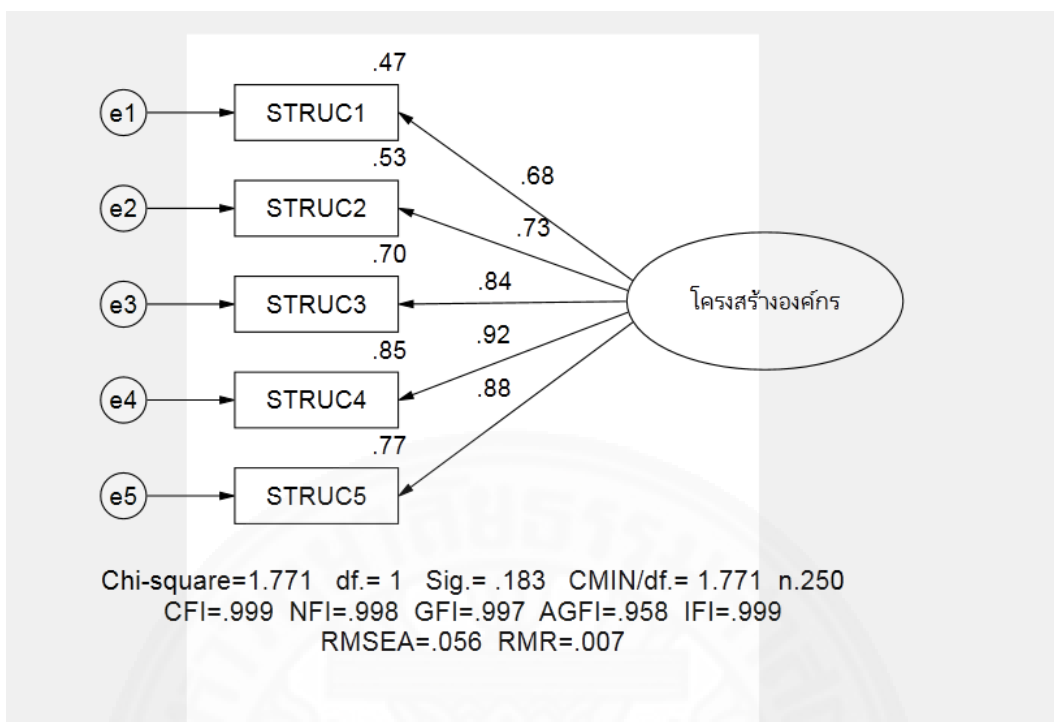 .47
e1 STRUC1
.53
.68
e2 STRUC2
.73
.70
e3 STRUC3
.84
โครงสร้างองค์กร
.85
.92
e4 STRUC4
.88
.77
e5 STRUC5
Chi-square=1.771 df.= 1 Sig.= .183 CMIN/df.= 1.771 n.250
CFI=.999 NFI=.998 GFI=.997 AGFI=.958 IFI=.999
RMSEA=.056 RMR=.007